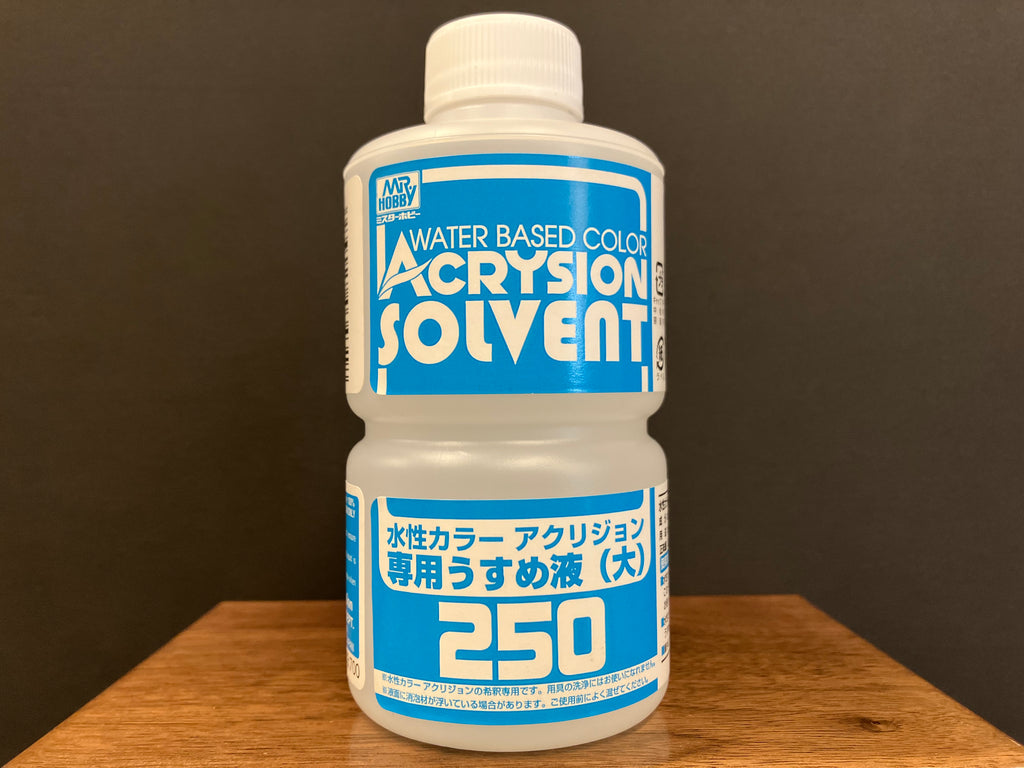 MR
HOBBY
ミスターホビー
WATER BASED COLOR
ACRYSION
SOLVENT
水性カラー アクリジョン
専用うすめ液(大)
250
※水性カラー アクリジョンの希釈専用です。用具の洗浄にはお使いになれません。
※液面に消泡材が浮いている場合があります。ご使用前によく混ぜてください。
700